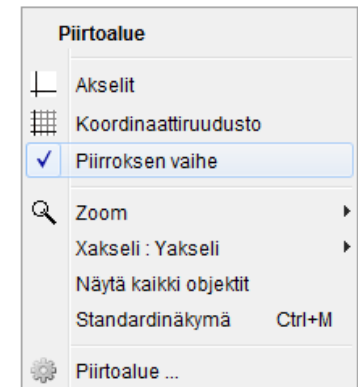 Piirtoalue
Akselit
Koordinaattiruudusto
Piirroksen vaihe
Zoom
Xakseli : Yakseli
Näytä kaikki objektit
Standardinäkymä Ctrl+M
Piirtoalue ...